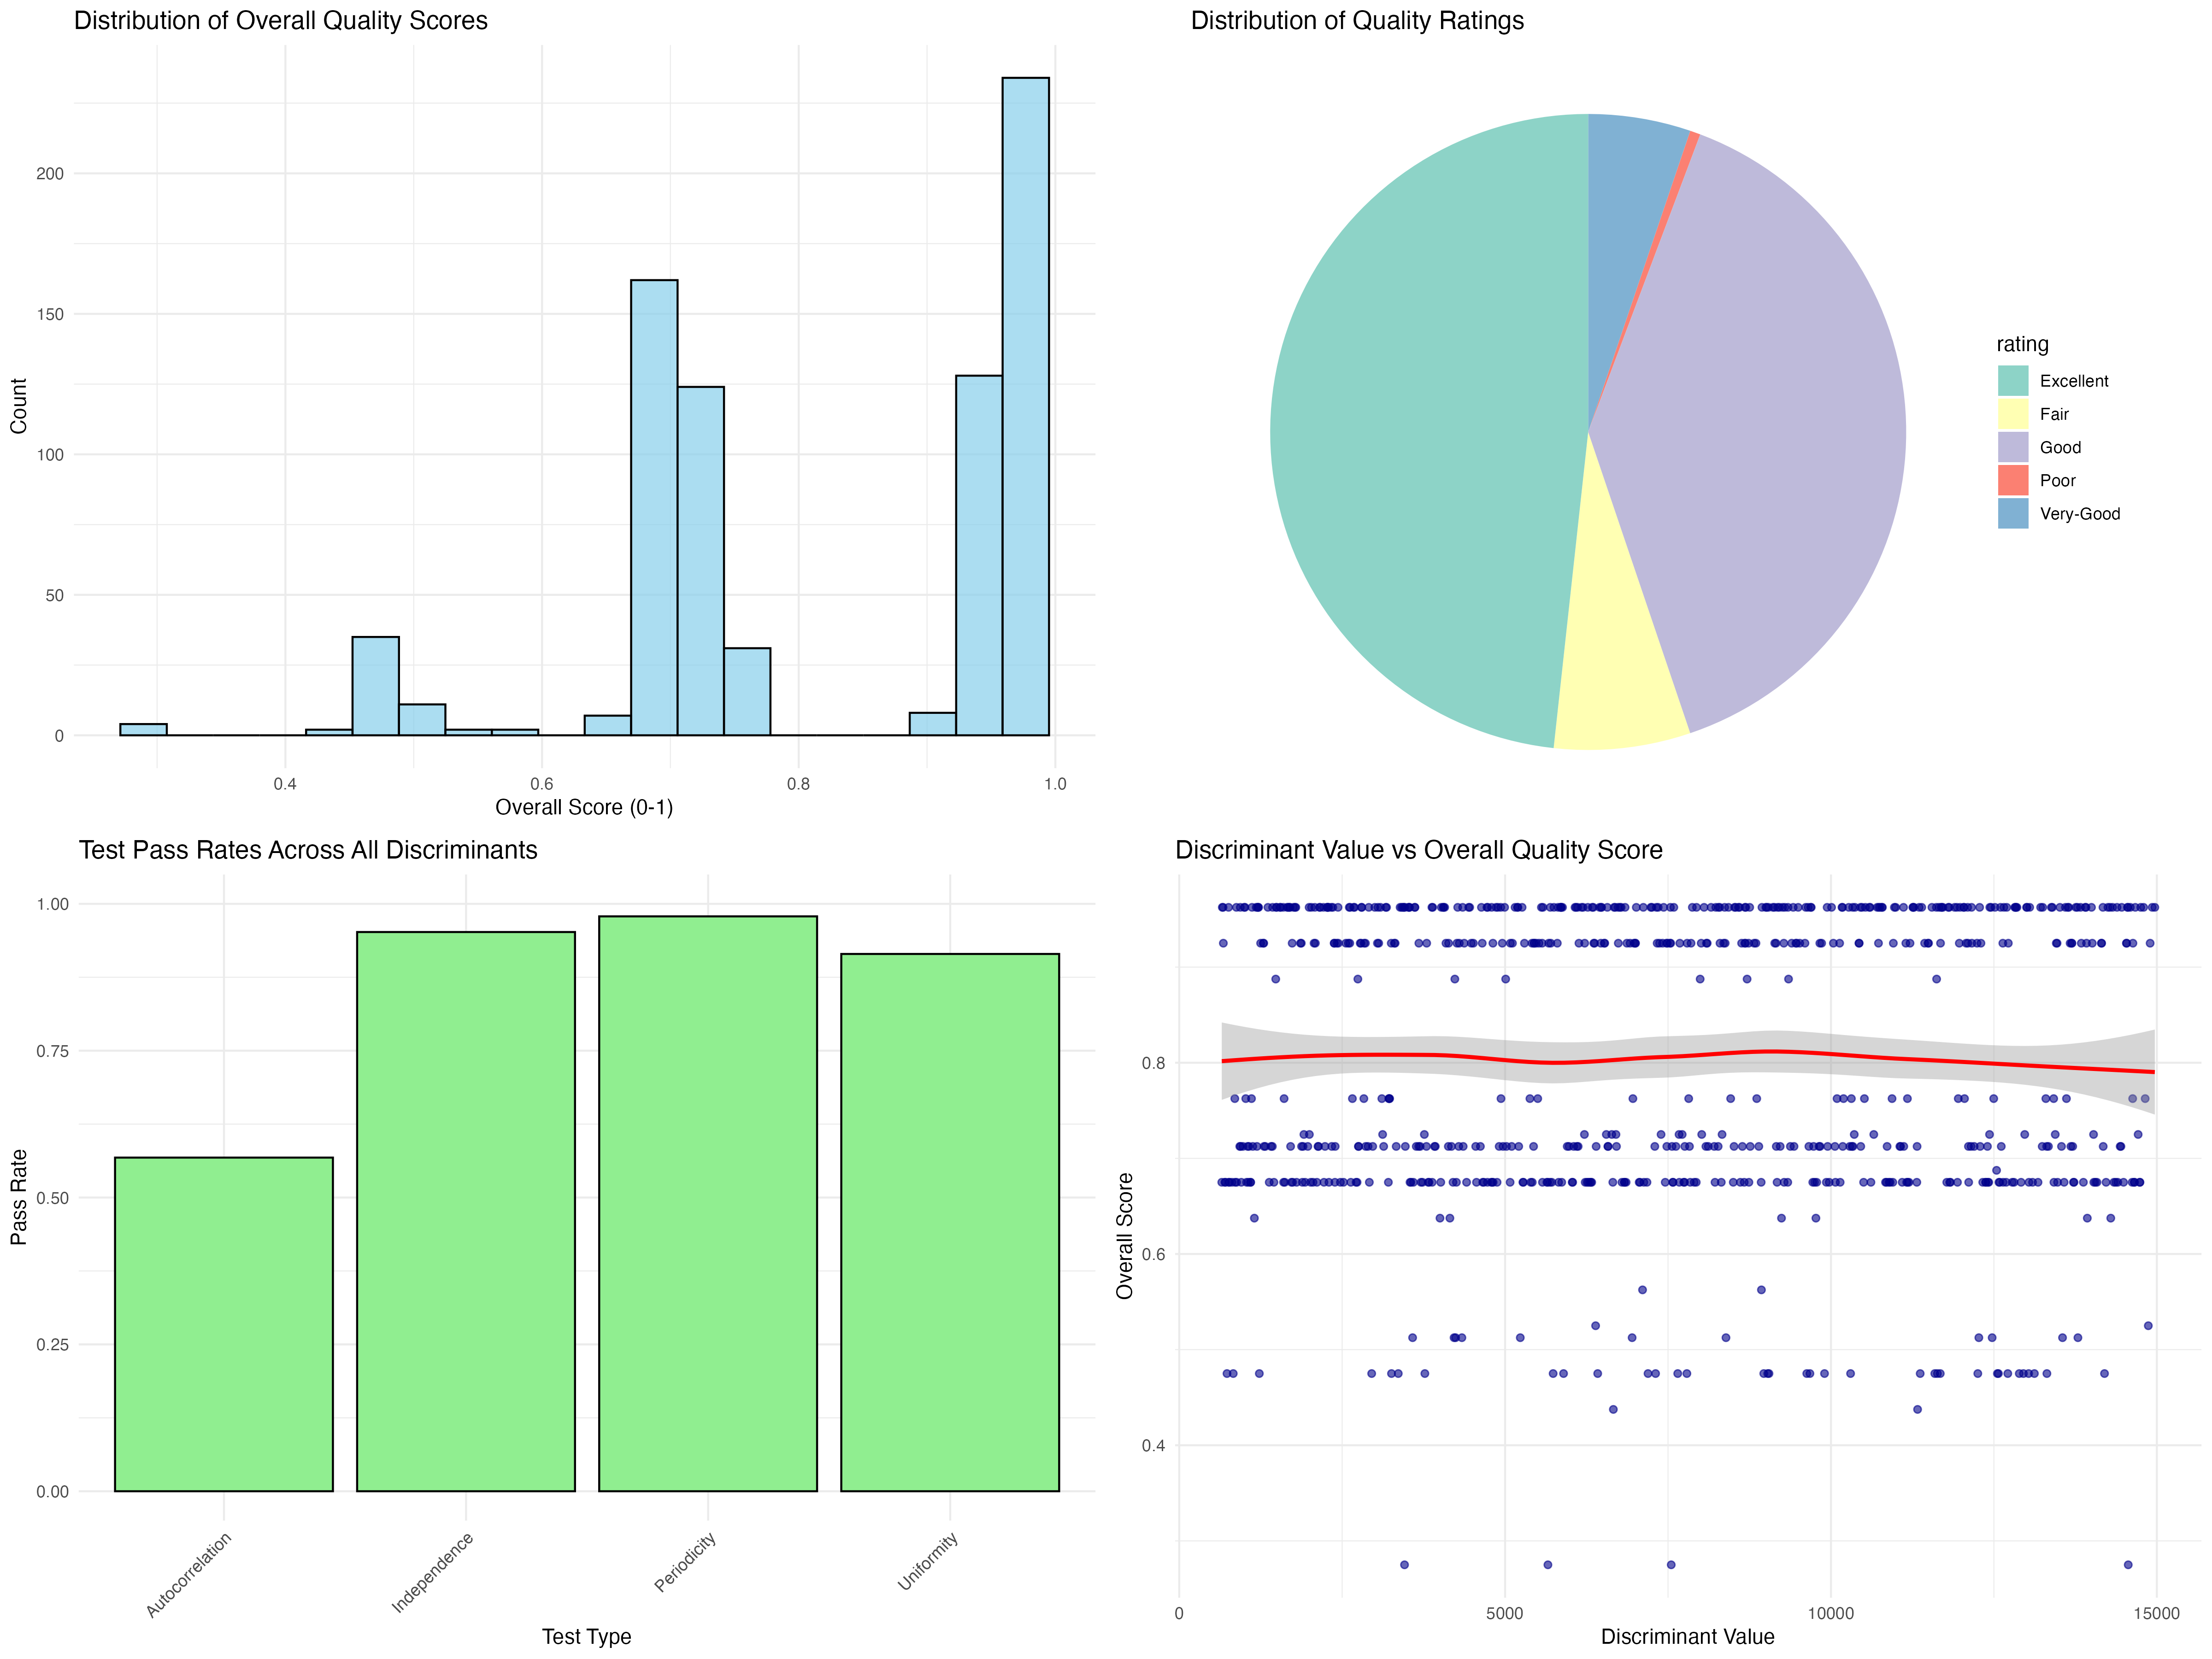 Distribution of Overall Quality Scores
Count
200
150
100
50
0
0.4 0.6 0.8 1.0
Overall Score (0-1)
Distribution of Quality Ratings
rating
Excellent
Fair
Good
Poor
Very-Good
Test Pass Rates Across All Discriminants
Pass Rate
1.00
0.75
0.50
0.25
0.00
Autocorrelation
Independence
Periodicity
Uniformity
Test Type
Discriminant Value vs Overall Quality Score
Overall Score
0.8
0.6
0.4
0 5000 10000 15000
Discriminant Value